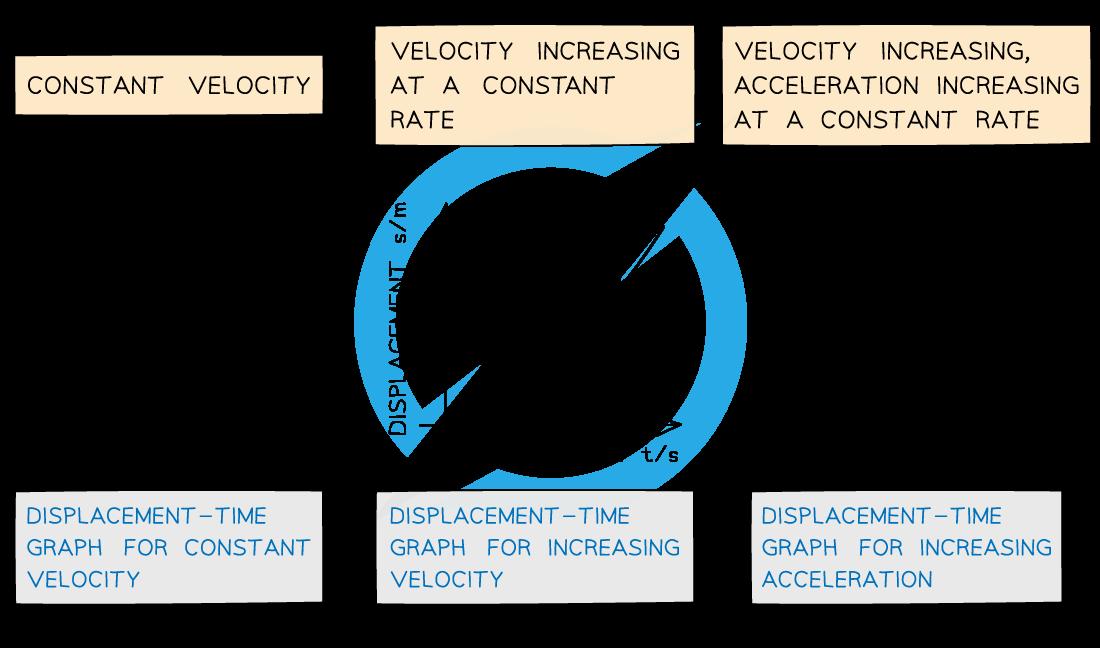 CONSTANT VELOCITY
VELOCITY INCREASING
AT A CONSTANT
RATE
VELOCITY INCREASING,
ACCELERATION INCREASING
AT A CONSTANT RATE
DISPLACEMENT s/m
t/s
DISPLACEMENT-TIME
GRAPH FOR CONSTANT
VELOCITY
DISPLACEMENT-TIME
GRAPH FOR INCREASING
VELOCITY
DISPLACEMENT-TIME
GRAPH FOR INCREASING
ACCELERATION